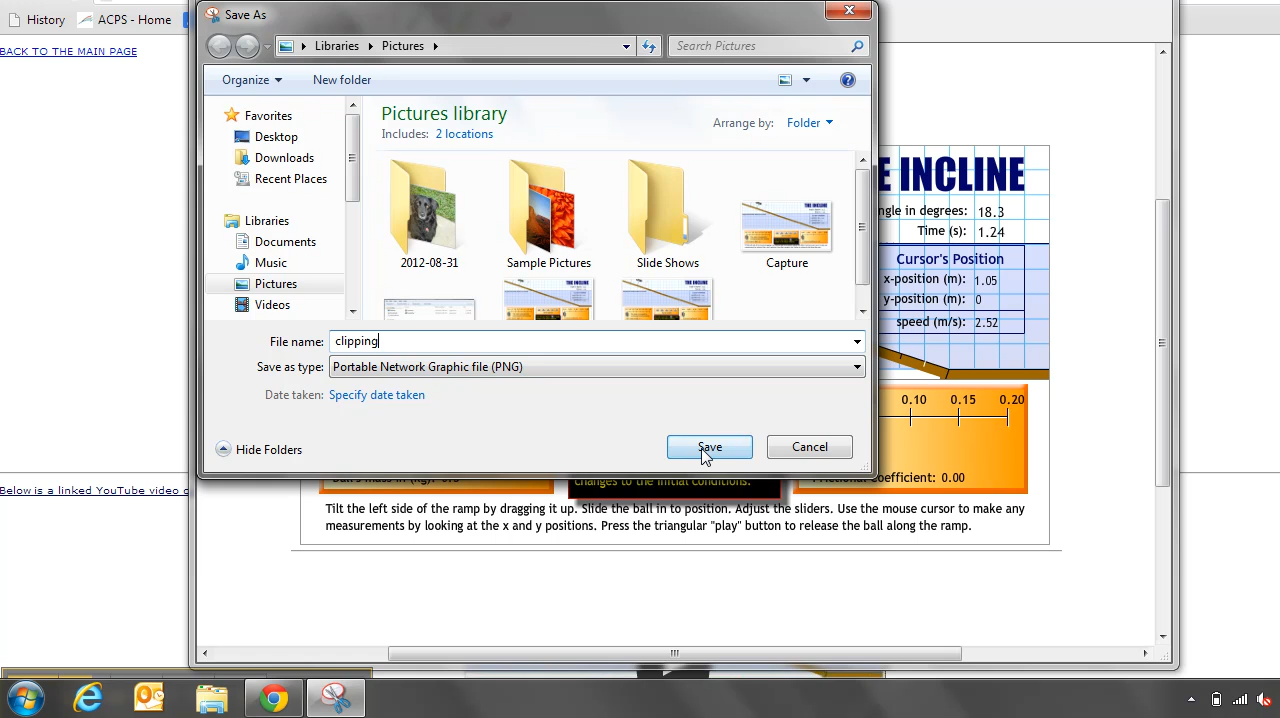 History
ACPS - Home
BACK TO THE MAIN PAGE
Save As
Libraries
Pictures
Search Pictures
Organize
New folder
Favorites
Desktop
Downloads
Recent Places
Libraries
Documents
Music
Pictures
Videos
Pictures library
Includes: 2 locations
Arrange by: Folder
2012-08-31
Sample Pictures
Slide Shows
Capture
File name: clipping
Save as type: Portable Network Graphic file (PNG)
Date taken: Specify date taken
Hide Folders
Save
Cancel
E INCLINE
ngle in degrees: 18.3
Time (s): 1.24
Cursor's Position
x-position (m): 1.05
y-position (m): 0
speed (m/s): 2.52
0.10 0.15 0.20
Coefficient: 0.00
changes to the initial conditions.
Below is a linked YouTube video
Tilt the left side of the ramp by dragging it up. Slide the ball in to position. Adjust the sliders. Use the mouse cursor to make any
measurements by looking at the x and y positions. Press the triangular "play" button to release the ball along the ramp.